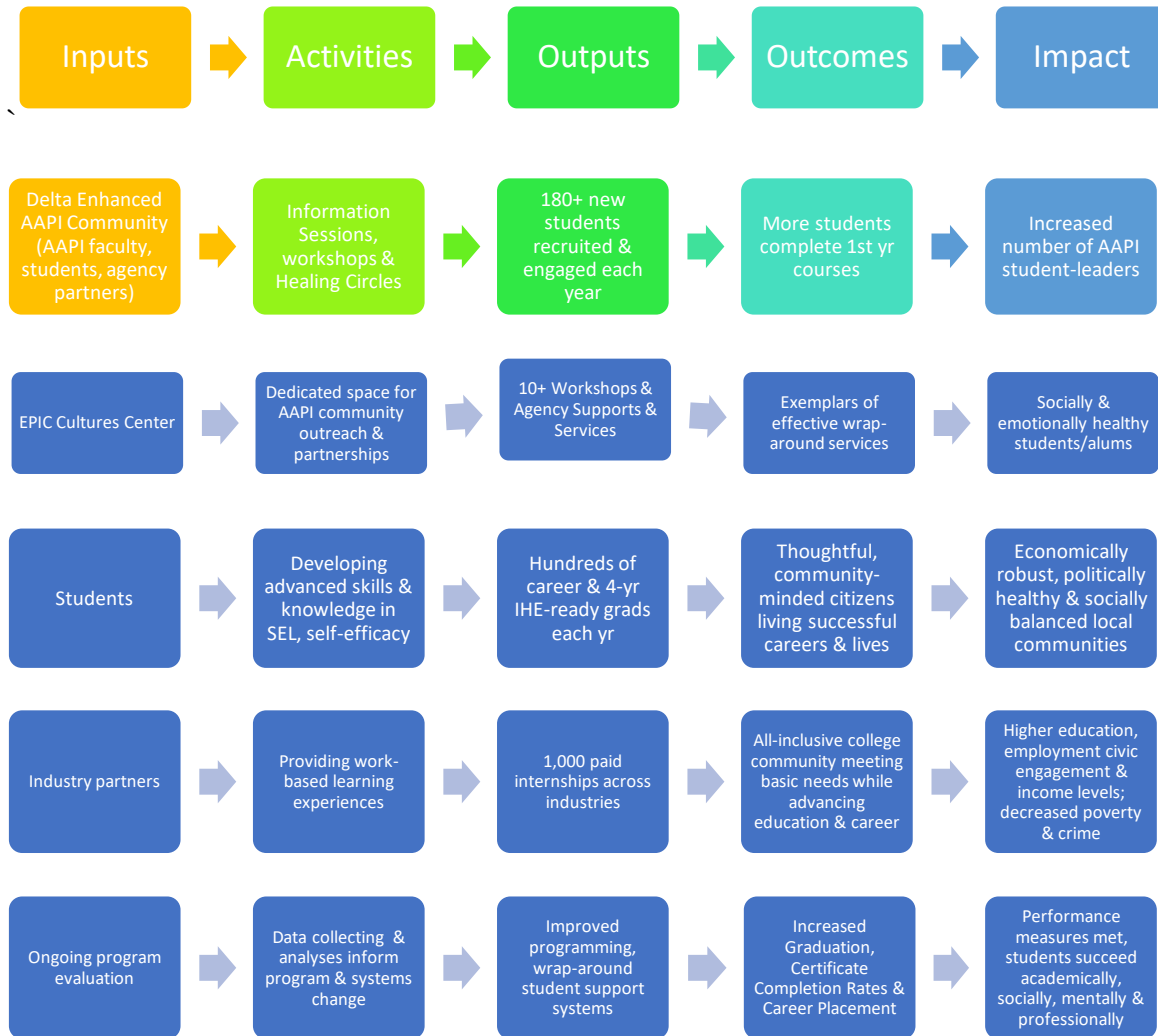 Inputs
Activities
Outputs
Outcomes
Impact
`
Delta Enhanced
AAPI Community
(AAPI faculty,
students, agency
partners)
Information
Sessions,
workshops &
Healing Circles
180+ new
students
recruited &
engaged each
year
More students
complete 1st yr
courses
Increased
number of AAPI
student-leaders
EPIC Cultures Center
Dedicated space for
AAPI community
outreach &
partnerships
10+ Workshops &
Agency Supports &
Services
Exemplars of
effective wrap-
around services
Socially &
emotionally healthy
students/alums
Students
Developing
advanced skills &
knowledge in
SEL, self-efficacy
Hundreds of
career & 4-yr
IHE-ready grads
each yr
Thoughtful,
community-
minded citizens
living successful
careers & lives
Economically
robust, politically
healthy & socially
balanced local
communities
Industry partners
Providing work-
based learning
experiences
1,000 paid
internships across
industries
All-inclusive college
community meeting
basic needs while
advancing
education & career
Higher education,
employment civic
engagement &
income levels;
decreased poverty
& crime
Ongoing program
evaluation
Data collecting & 
analyses inform
program & systems
change
Improved
programming,
wrap-around
student support
systems
Increased
Graduation,
Certificate
Completion Rates &
Career Placement
Performance
measures met,
students succeed
academically,
socially, mentally &
professionally